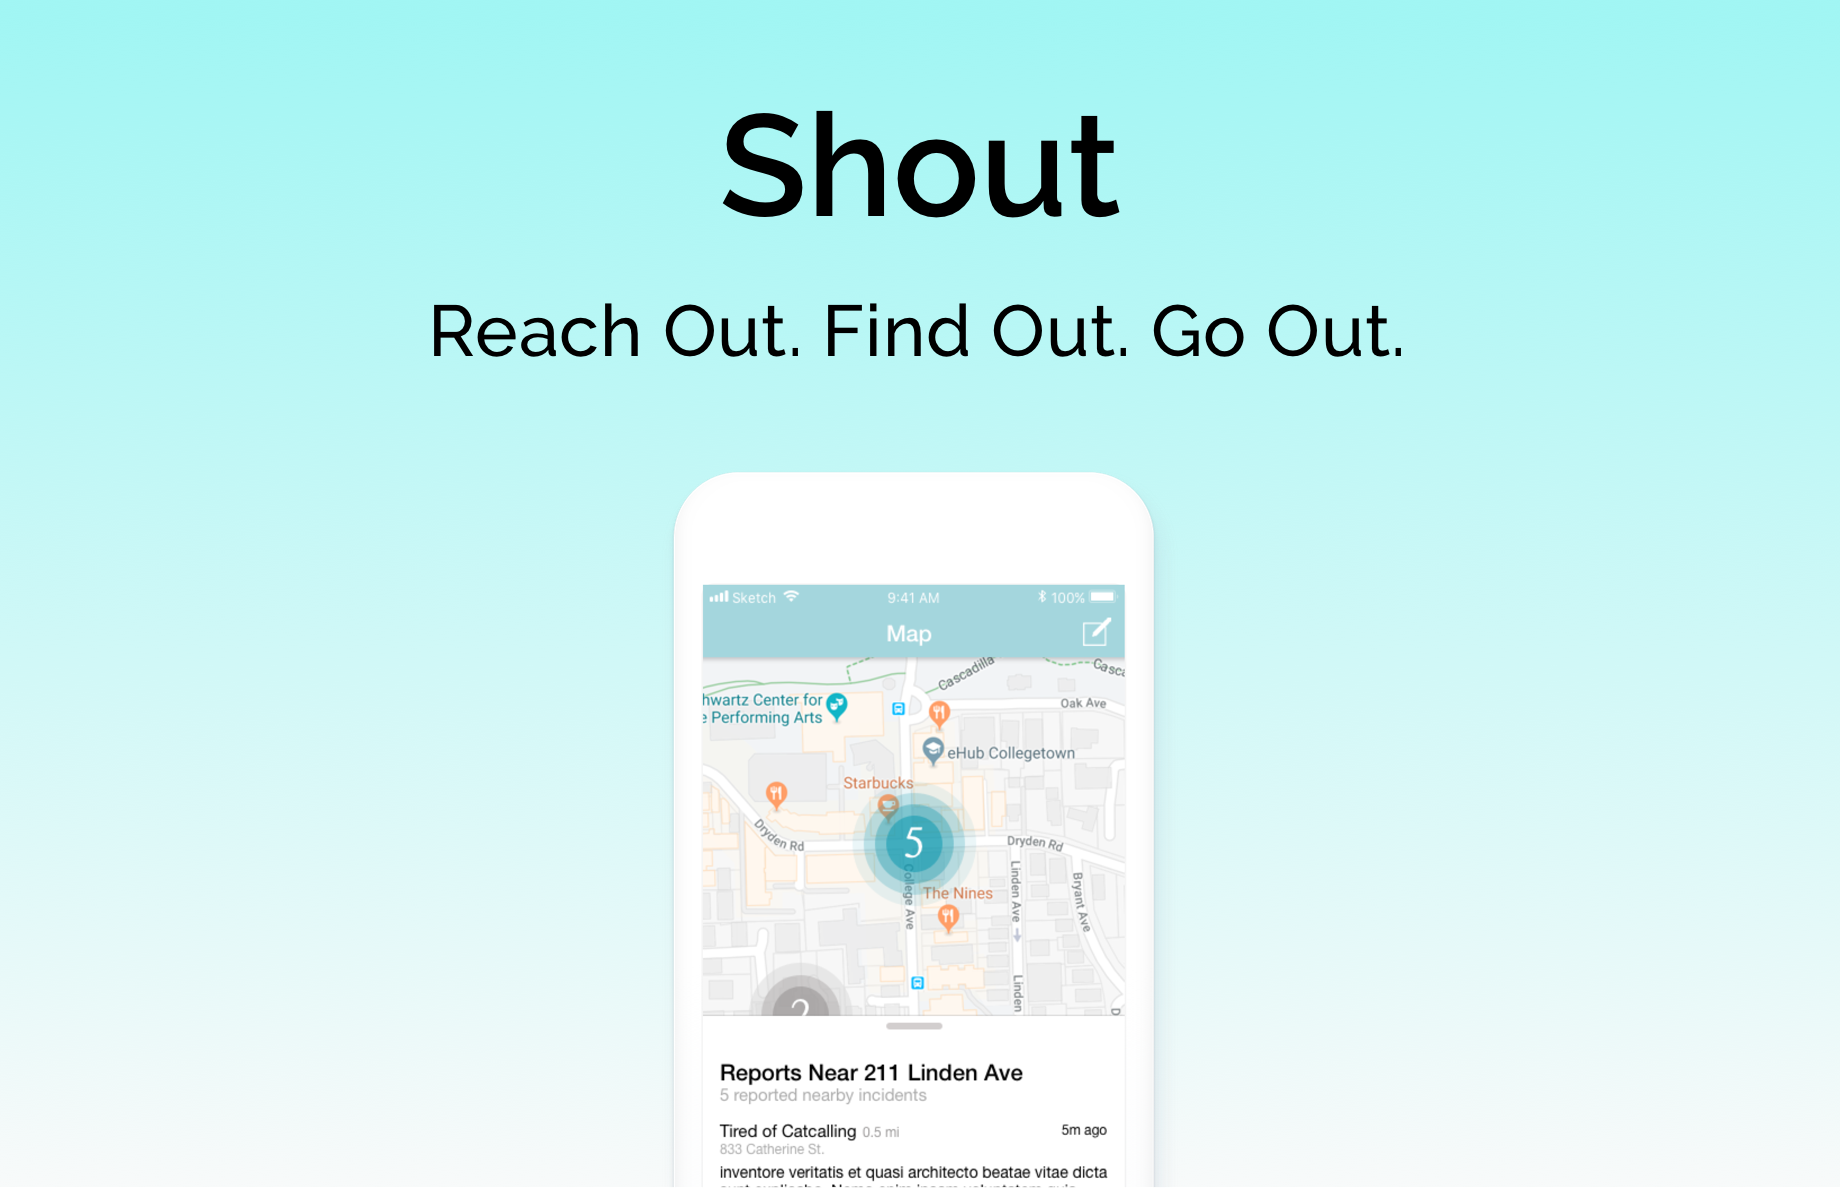 Shout
Reach Out. Find Out. Go Out.
Sketch 9:41 AM 100%
Map
Cascadilla
hwartz Center for
e Performing Arts
Oak Ave
eHub Collegetown
Starbucks
Dryden Rd
5
Dryden Rd
College Ave
The Nines
Linden Ave
Bryant Ave
Linden
2
Reports Near 211 Linden Ave
5 reported nearby incidents
Tired of Catcalling 0.5 mi 5m ago
833 Catherine St.
inventore veritatis et quasi architecto beatae vitae dicta